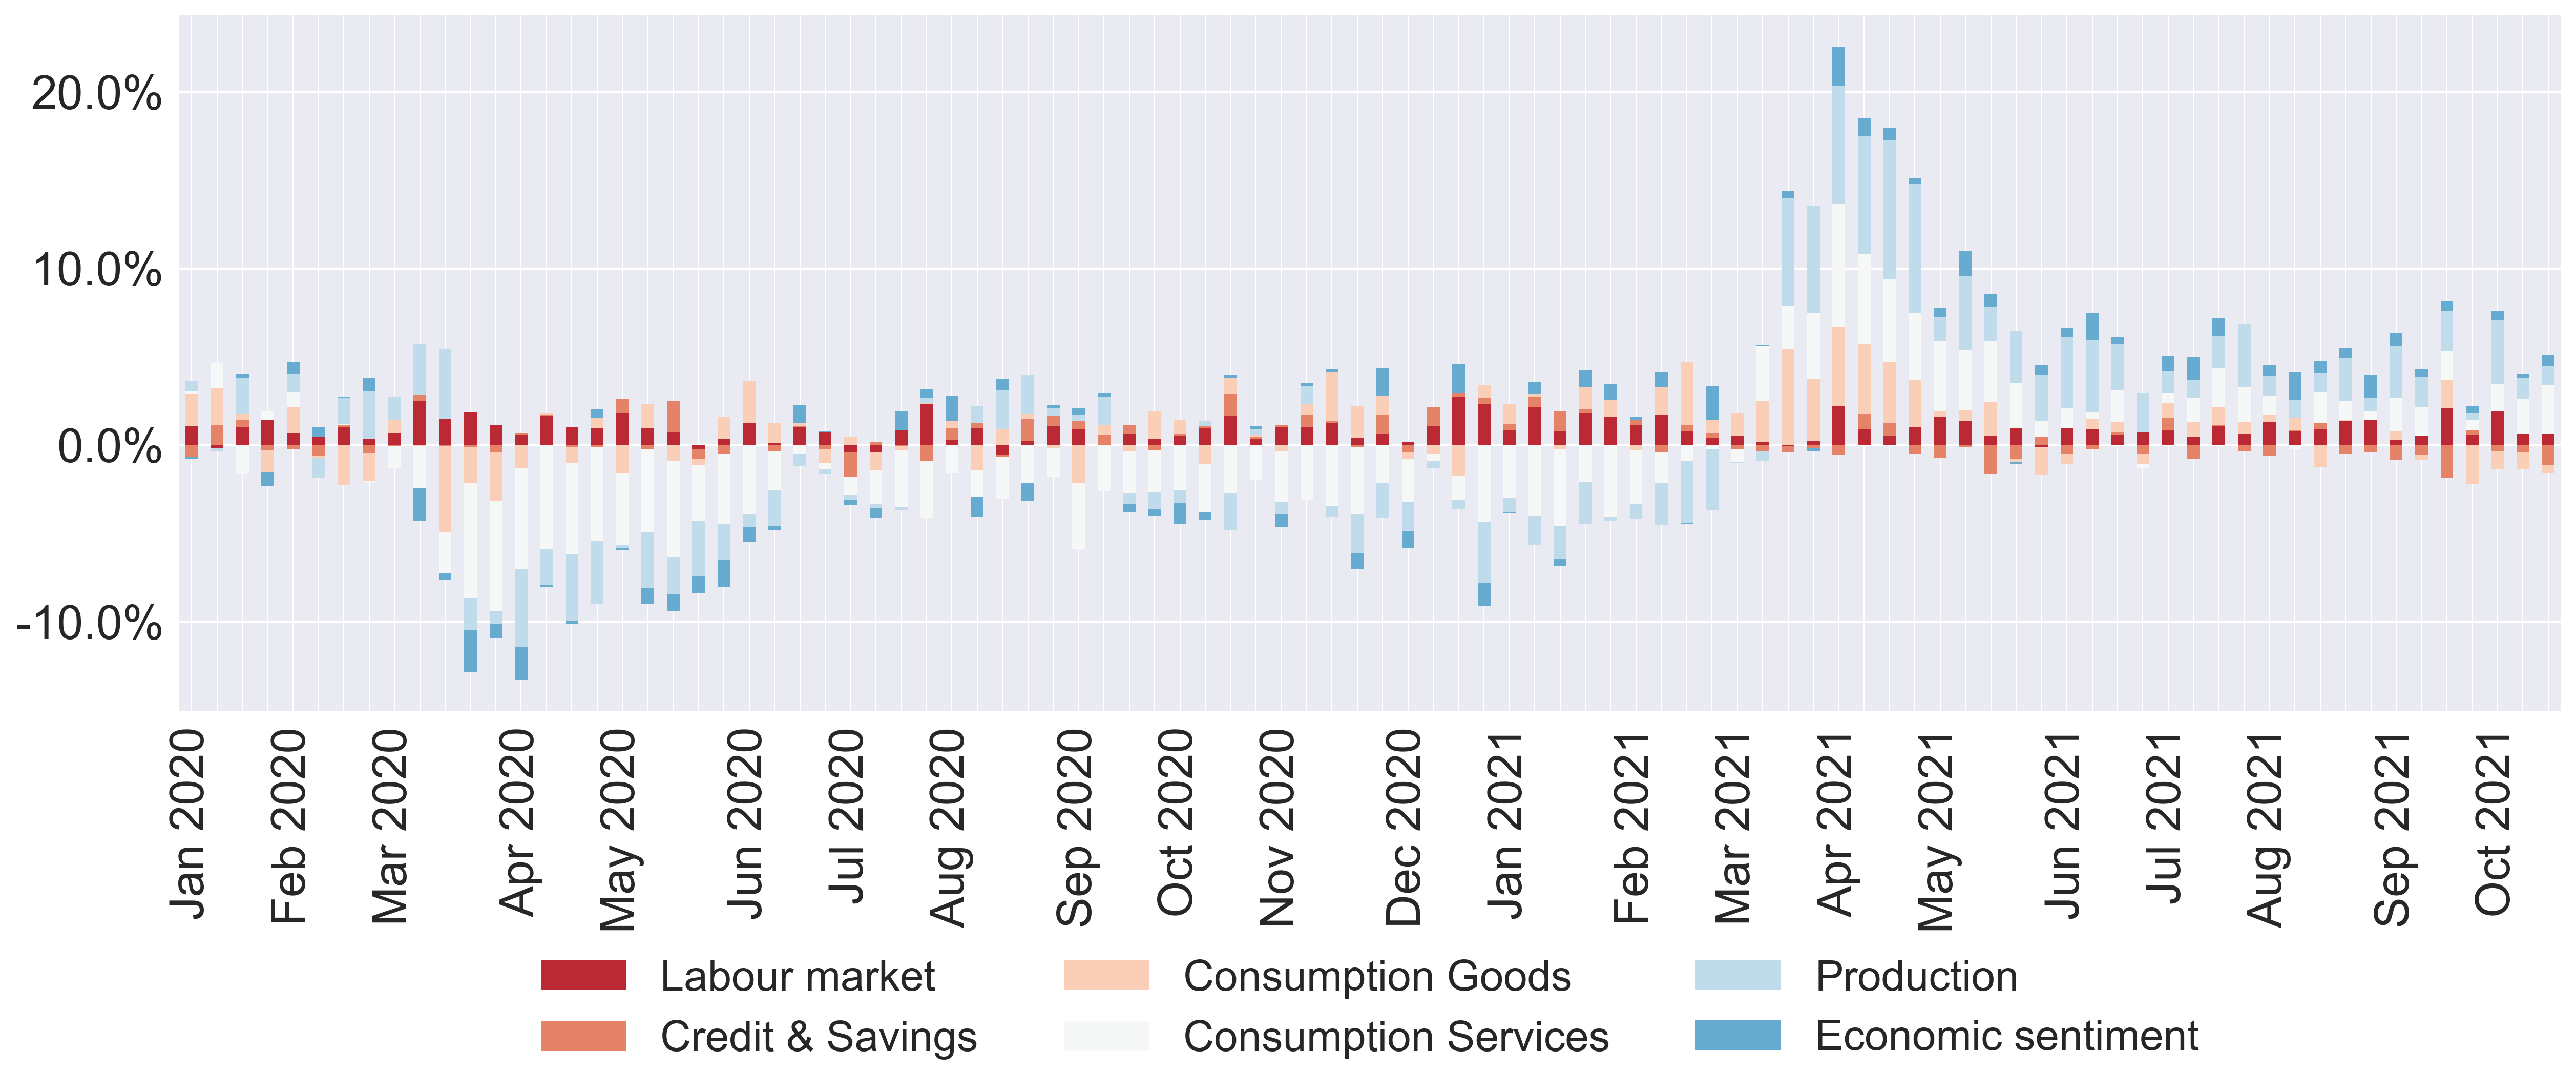 20.0%
10.0%
0.0%
-10.0%
Jan 2020
Feb 2020
Mar 2020
Apr 2020
May 2020
Jun 2020
Jul 2020
Aug 2020
Sep 2020
Oct 2020
Nov 2020
Dec 2020
Jan 2021
Feb 2021
Mar 2021
Apr 2021
May 2021
Jun 2021
Jul 2021
Aug 2021
Sep 2021
Oct 2021
Labour market
Consumption Goods
Production
Credit & Savings
Consumption Services
Economic sentiment